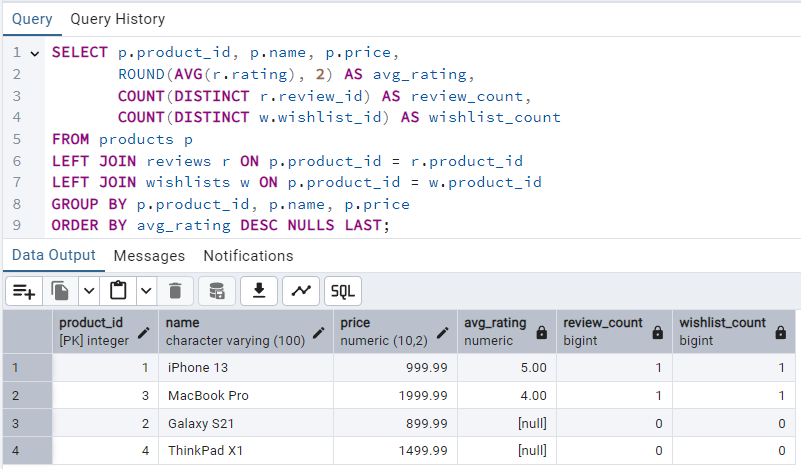 Query Query History
1 SELECT p.product_id, p.name, p.price,
2 ROUND(AVG(r.rating), 2) AS avg_rating,
3 COUNT(DISTINCT r.review_id) AS review_count,
4 COUNT(DISTINCT w.wishlist_id) AS wishlist_count
5 FROM products p
6 LEFT JOIN reviews r ON p.product_id = r.product_id
7 LEFT JOIN wishlists w ON p.product_id = w.product_id
8 GROUP BY p.product_id, p.name, p.price
9 ORDER BY avg_rating DESC NULLS LAST;
Data Output Messages Notifications
SQL
product_id name price avg_rating review_count wishlist_count
[PK] integer character varying (100) numeric (10,2) numeric bigint bigint
1 1 iPhone 13 999.99 5.00 1 1
2 3 MacBook Pro 1999.99 4.00 1 1
3 2 Galaxy S21 899.99 [null] 0 0
4 4 ThinkPad X1 1499.99 [null] 0 0